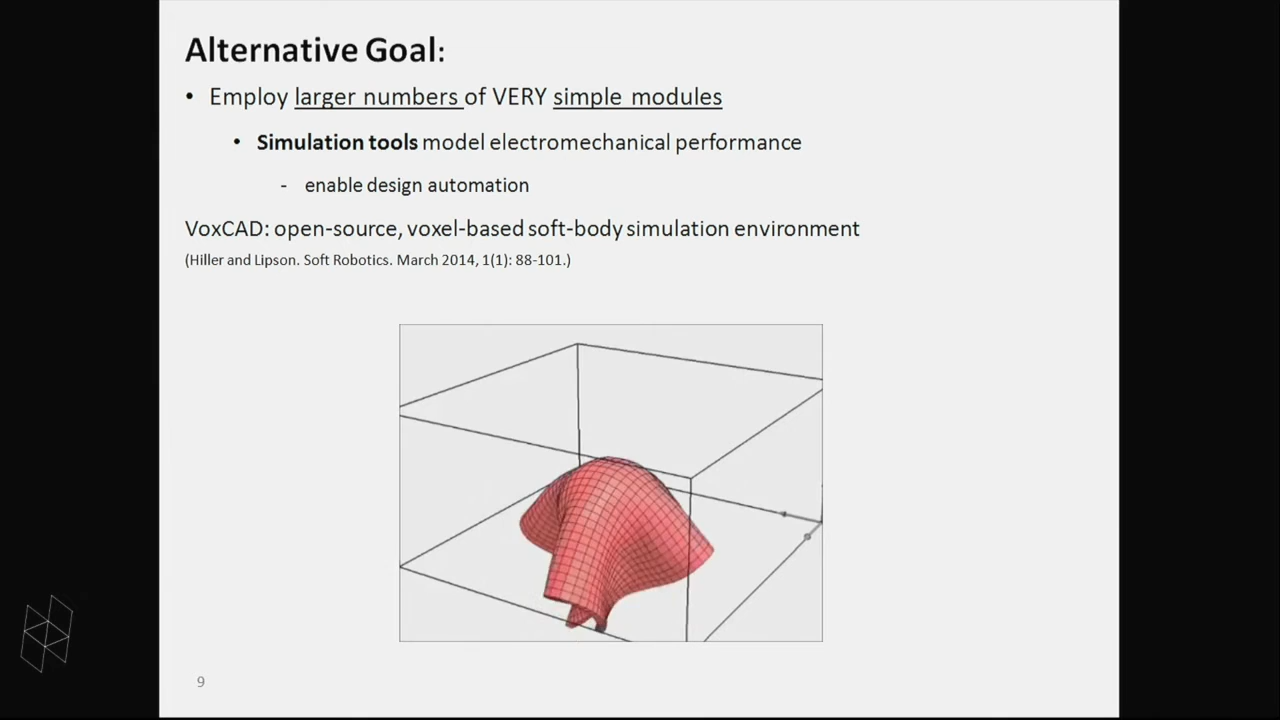 Alternative Goal:
• Employ larger numbers of VERY simple modules
• Simulation tools model electromechanical performance
- enable design automation
VoxCAD: open-source, voxel-based soft-body simulation environment
(Hiller and Lipson. Soft Robotics. March 2014, 1(1): 88-101.)
9